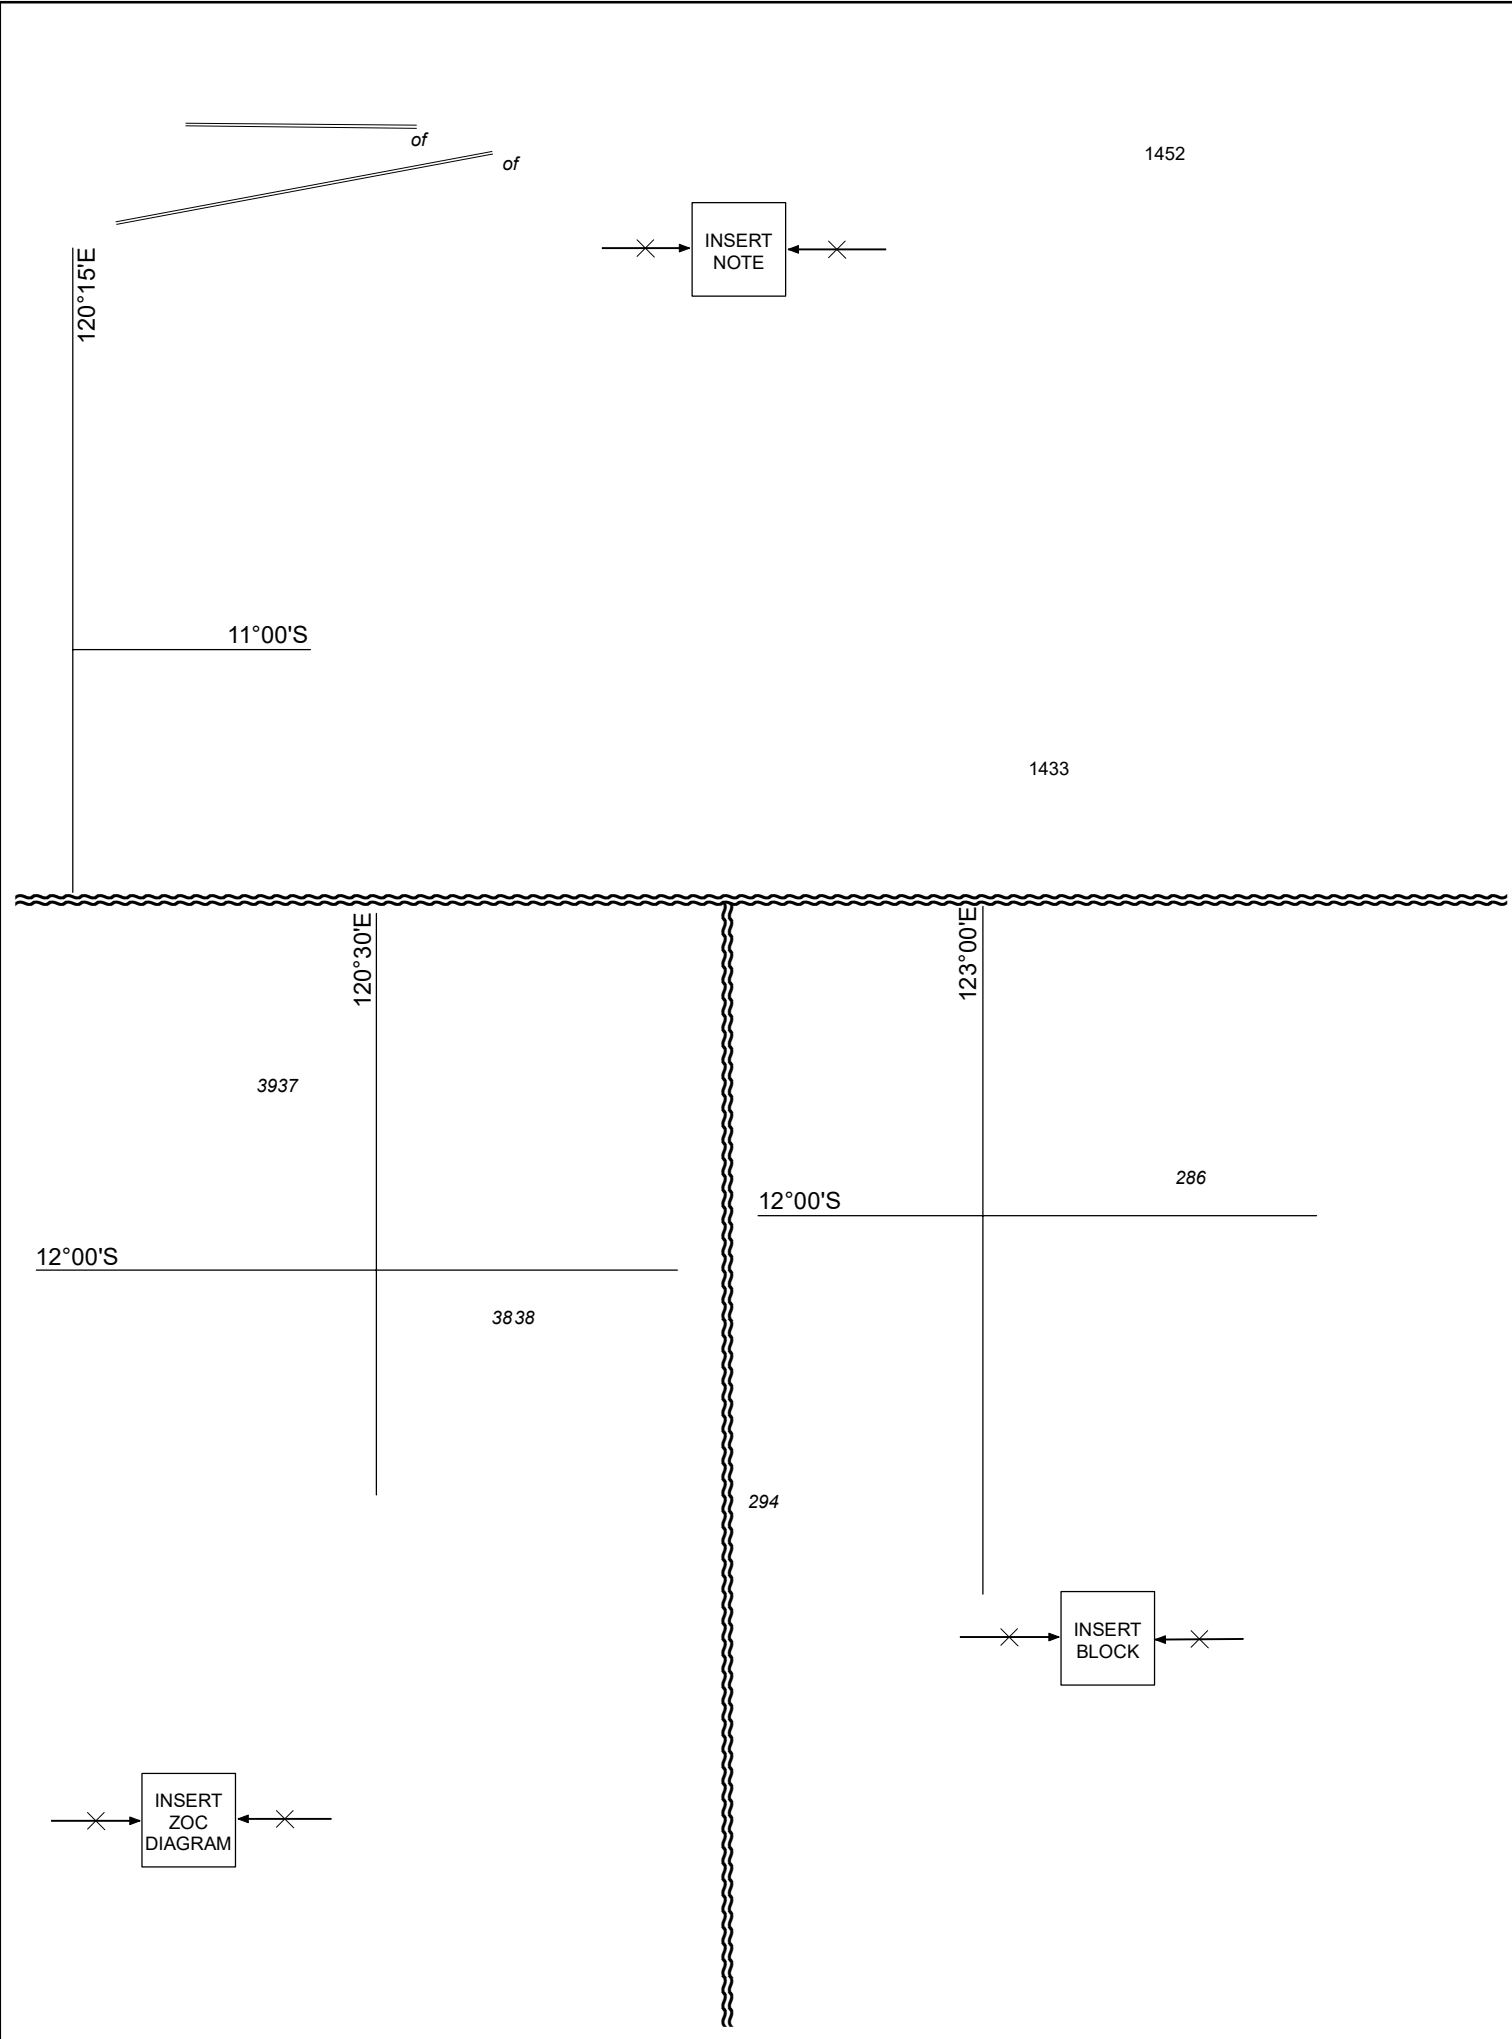 of
of
1452
INSERT
NOTE
120°15'E
11°00'S
1433
120°30'E
123°00'E
3937
286
12°00'S
12°00'S
3838
294
INSERT
BLOCK
INSERT
ZOC
DIAGRAM